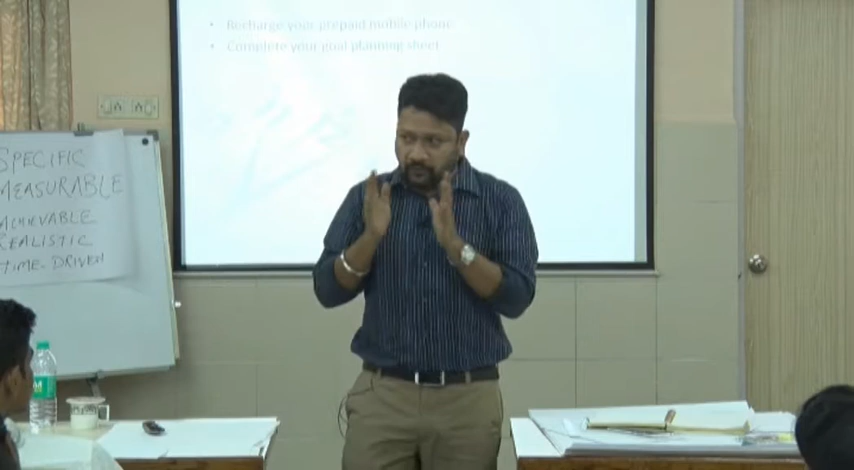 • Recharge your prepaid mobile phone
• Complete your goal planning sheet
SPECIFIC
MEASURABLE
ACHIEVABLE
REALISTIC
TIME-DRIVEN